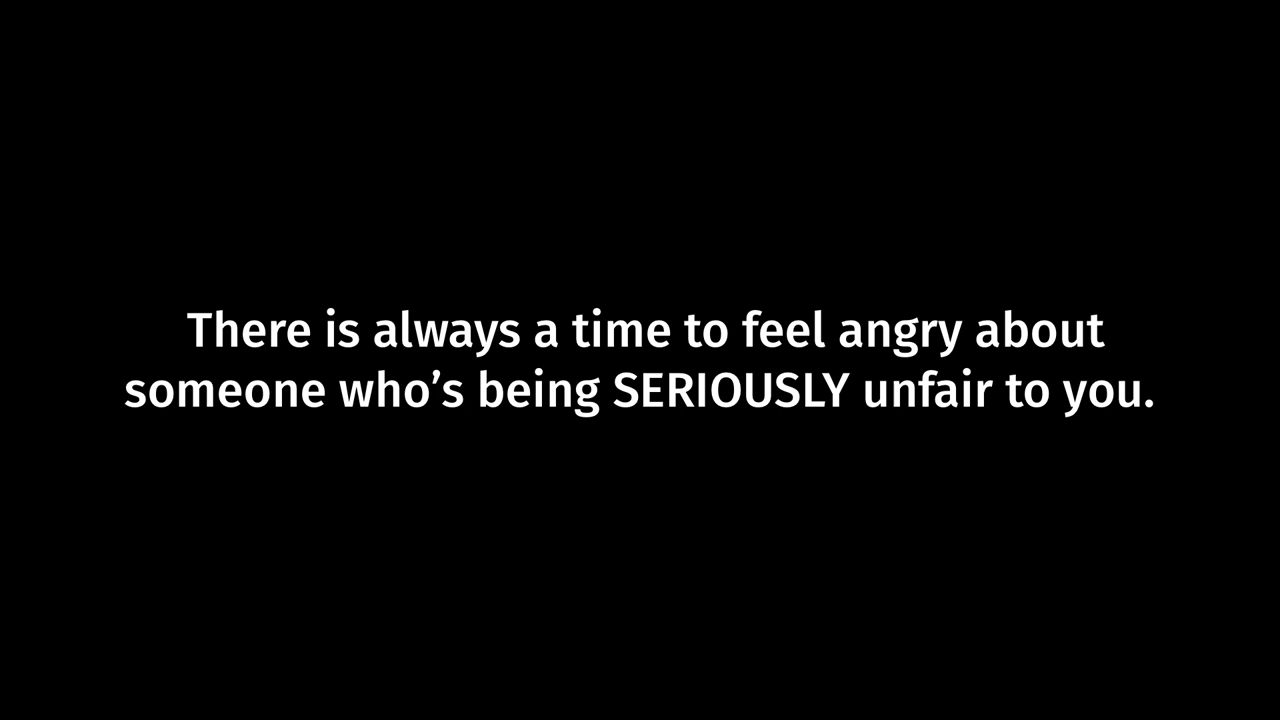 There is always a time to feel angry about
someone who’s being SERIOUSLY unfair to you.